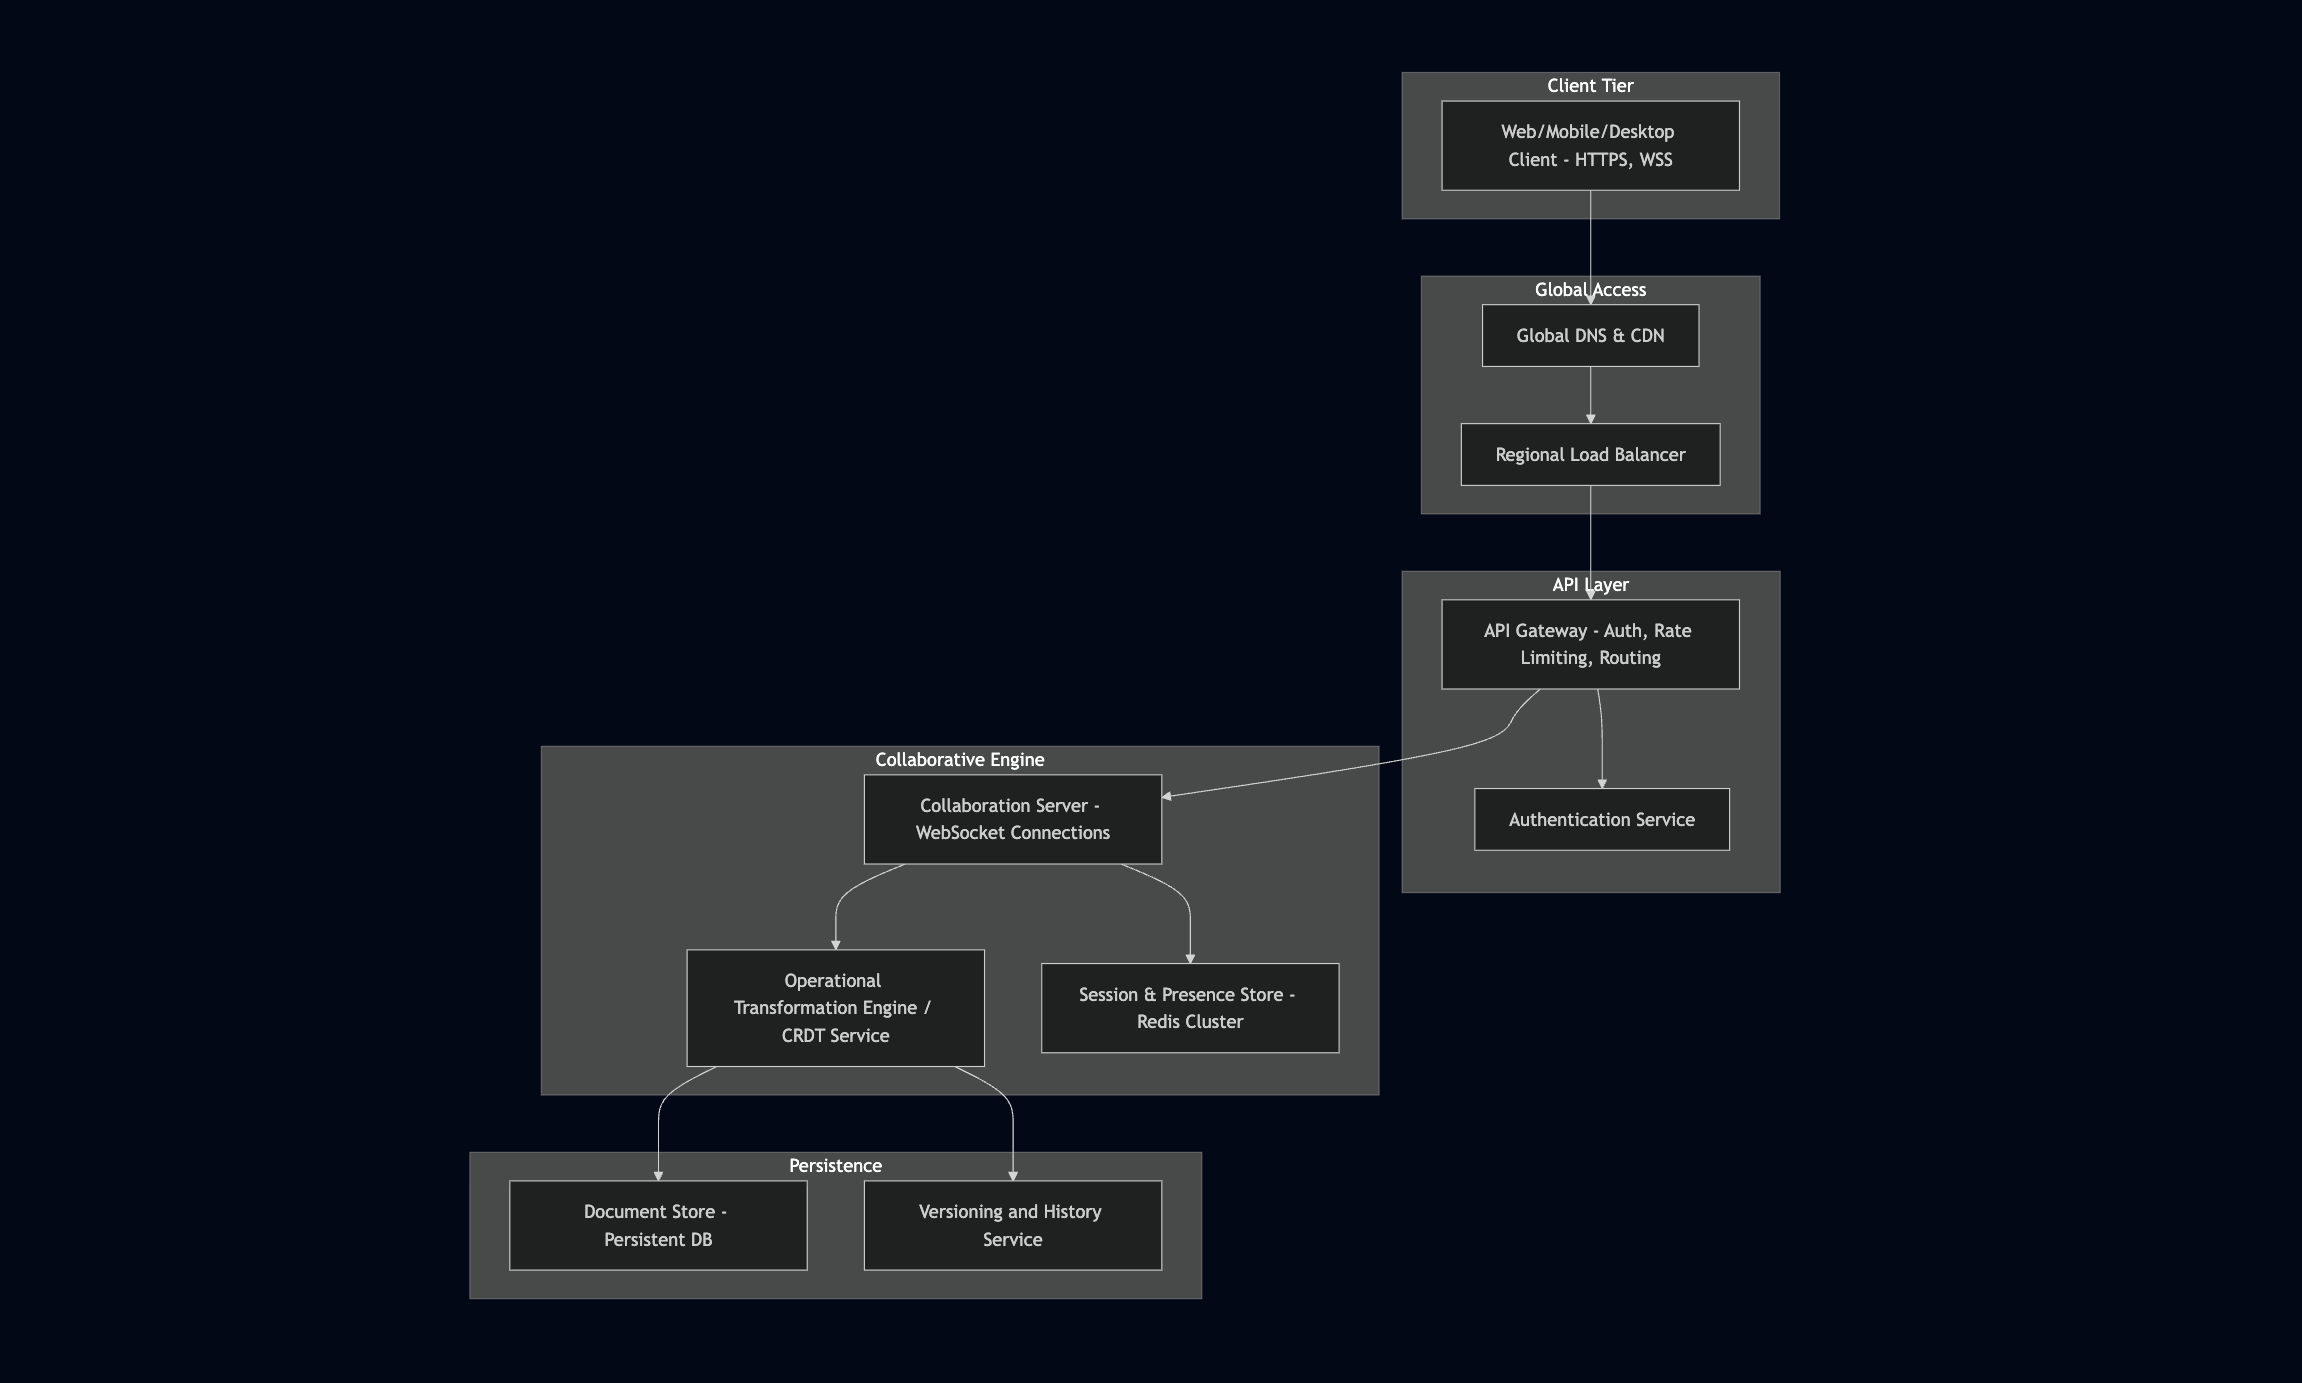 Client Tier
Web/Mobile/Desktop
Client - HTTPS, WSS
Global Access
Global DNS & CDN
Regional Load Balancer
API Layer
API Gateway - Auth, Rate
Limiting, Routing
Authentication Service
Collaborative Engine
Collaboration Server -
WebSocket Connections
Operational
Transformation Engine /
CRDT Service
Session & Presence Store -
Redis Cluster
Persistence
Document Store -
Persistent DB
Versioning and History
Service